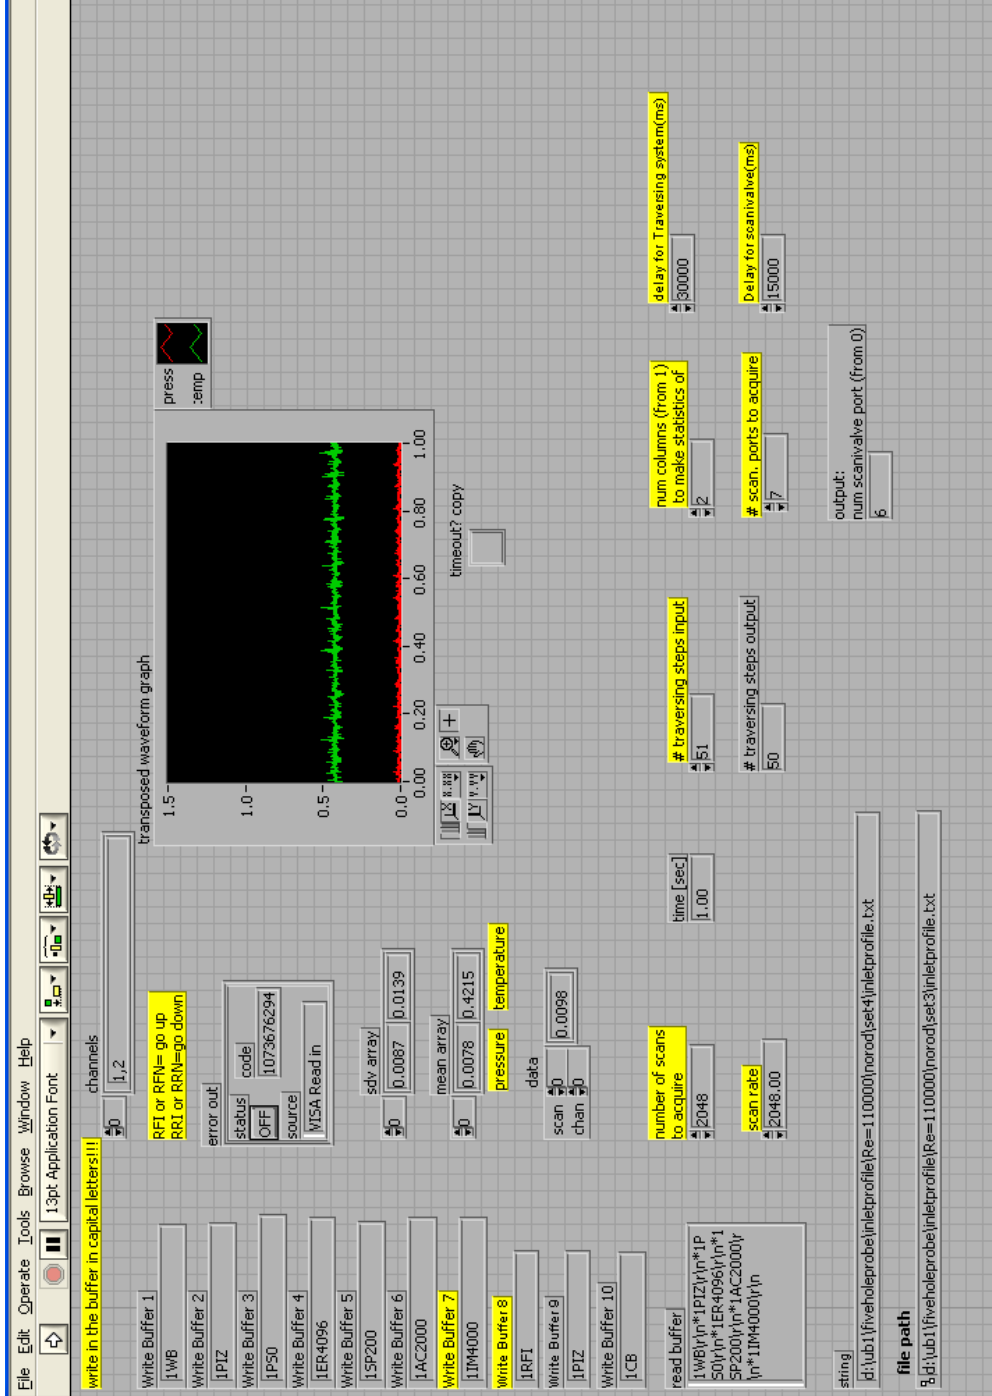 File Edit Operate Tools Browse Window Help
13pt Application Font
write in the buffer in capital letters!!!
channels
0
1,2
Write Buffer 1
1WB
Write Buffer 2
1PIZ
Write Buffer 3
1PS0
Write Buffer 4
1ER4096
Write Buffer 5
1SP200
Write Buffer 6
1AC2000
Write Buffer 7
1IM4000
Write Buffer 8
1RFI
Write Buffer 9
1PIZ
Write Buffer 10
1CB
read buffer
1WB\r\n*1PIZ\r\n*1P
S0\r\n*1ER4096\r\n*1
SP200\r\n*1AC2000\r
\n*1IM4000\r\n
RFI or RFN= go up
RRI or RRN=go down
error out
status
code
OFF
1073676294
source
VISA Read in
sdv array
0
0.0087
0.0139
mean array
0
0.0078
0.4215
pressure
temperature
data
scan
0
0.0098
chan
0
number of scans
to acquire
2048
scan rate
2048.00
time [sec]
1.00
transposed waveform graph
press
temp
1.5
1.0
0.5
0.0
0.00
0.20
0.40
0.60
0.80
1.00
timeout? copy
# traversing steps input
51
# traversing steps output
50
num columns (from 1)
to make statistics of
2
# scan. ports to acquire
7
output:
num scanivalve port (from 0)
6
delay for Traversing system(ms)
30000
Delay for scanivalve(ms)
15000
string
d:\ub1\fiveholeprobe\inletprofile\Re=110000\norod\set4\inletprofile.txt
file path
d:\ub1\fiveholeprobe\inletprofile\Re=110000\norod\set3\inletprofile.txt